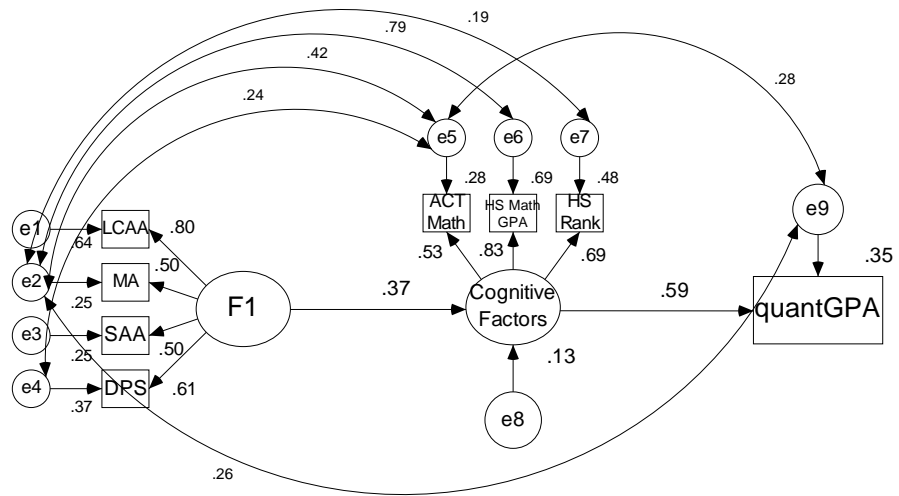 .19
.79
.42
.24
.28
e5
e6
e7
.28
.69
.48
ACT
Math
HS Math
GPA
HS
Rank
e9
.35
e1
LCAA
.80
.64
.53
.83
.69
e2
MA
.50
.25
F1
.37
Cognitive
Factors
.59
quantGPA
e3
SAA
.50
.25
.13
e4
DPS
.61
.37
e8
.26